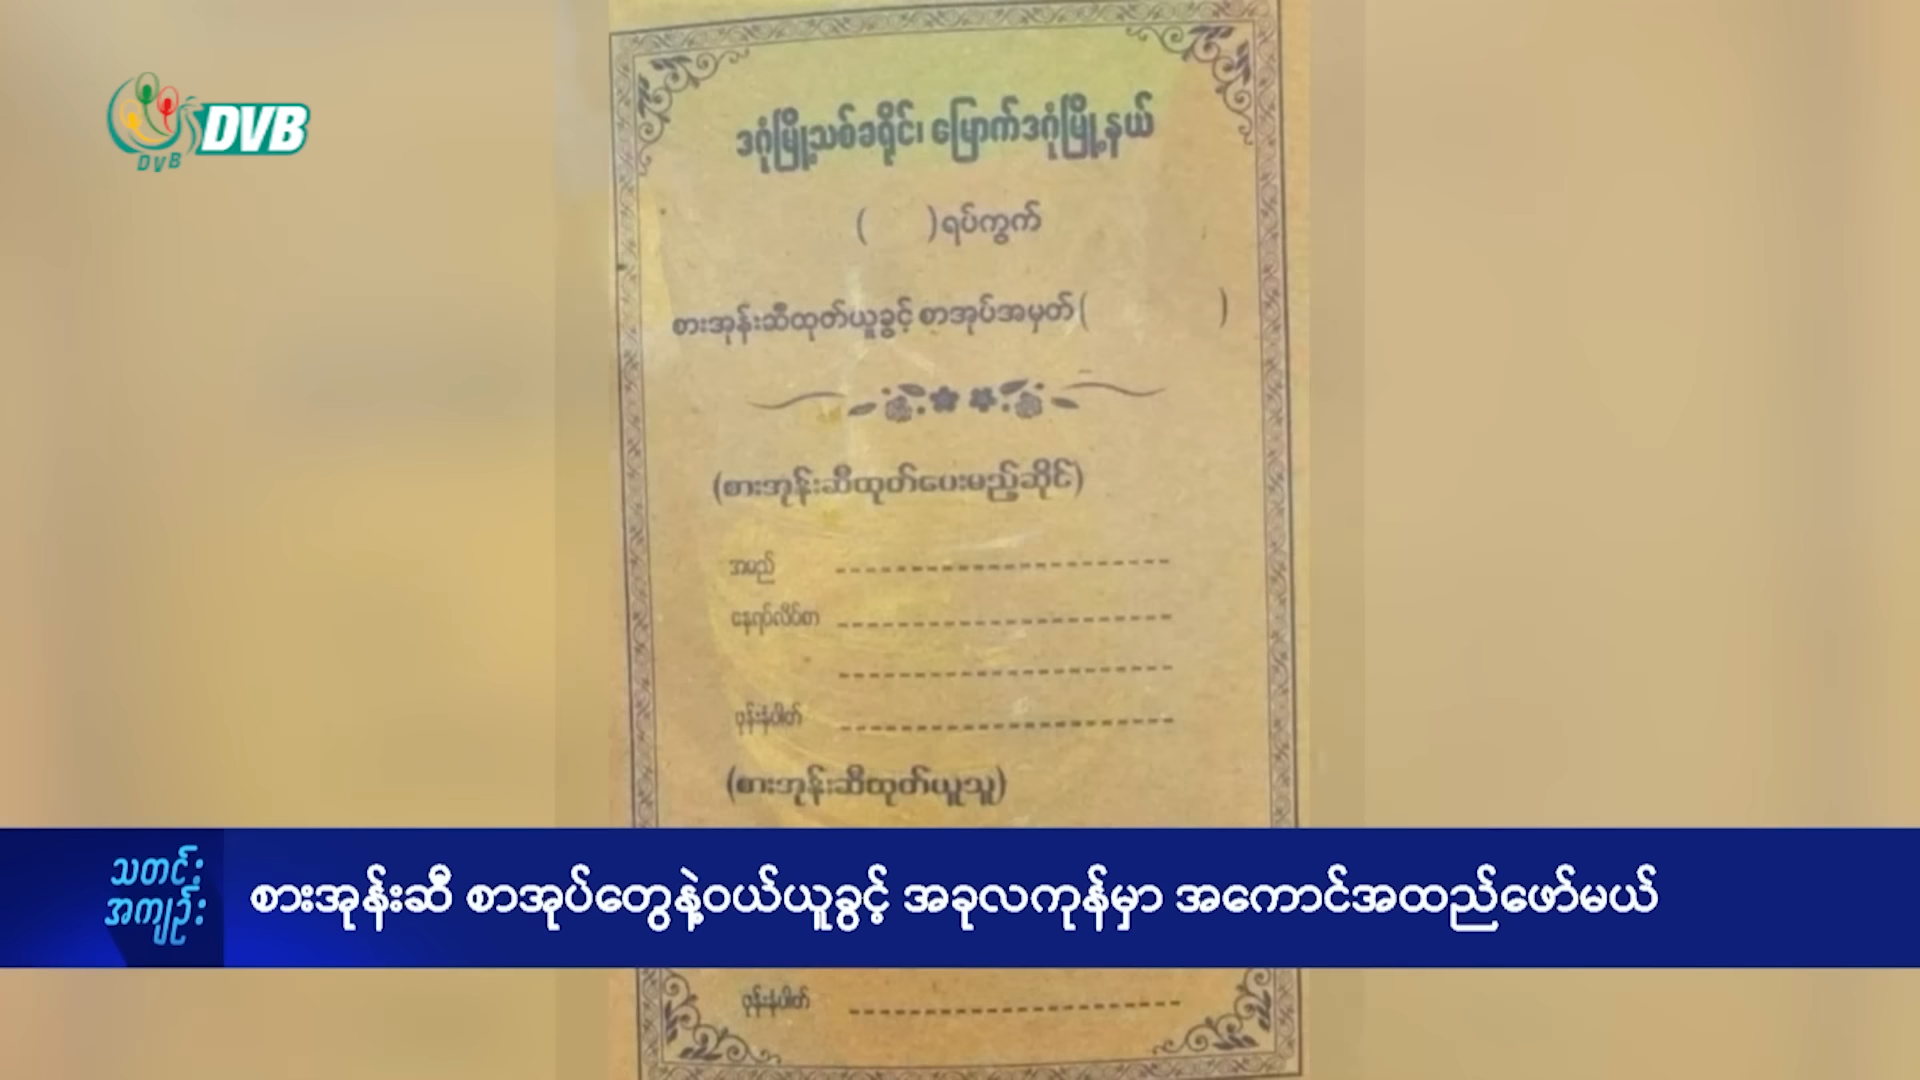 DVB
DVB
ဒဂုံမြို့သစ်ခရိုင်၊ မြောက်ဒဂုံမြို့နယ်
(       )ရပ်ကွက်
စားအုန်းဆီထုတ်ယူခွင့် စာအုပ်အမှတ် (          )
(စားအုန်းဆီထုတ်ပေးမည့်ဆိုင်)
အမည်
နေရပ်လိပ်စာ
ဖုန်းနံပါတ်
(စားအုန်းဆီထုတ်ယူသူ)
သတင်း
အကျဉ်း
စားအုန်းဆီ စာအုပ်တွေနဲ့ဝယ်ယူခွင့် အခုလကုန်မှာ အကောင်အထည်ဖော်မယ်
ဖုန်းနံပါတ်